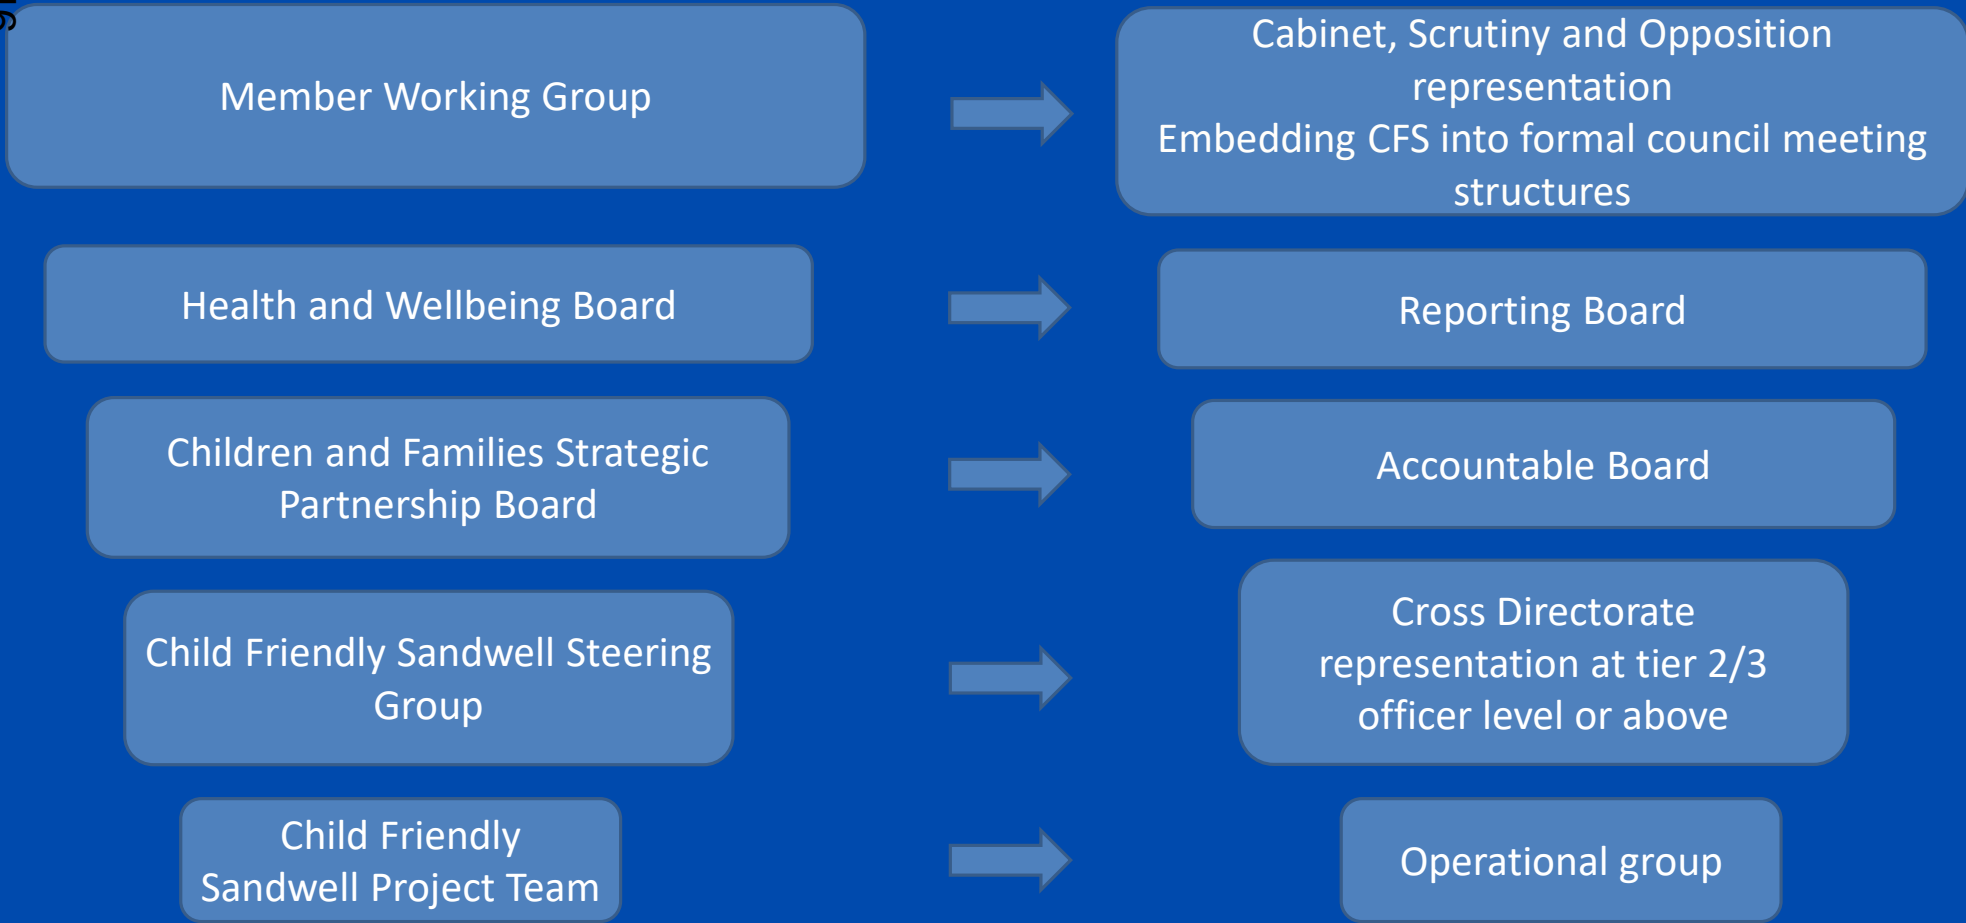 Member Working Group
Cabinet, Scrutiny and Opposition
representation
Embedding CFS into formal council meeting
structures
Health and Wellbeing Board
Reporting Board
Children and Families Strategic
Partnership Board
Accountable Board
Child Friendly Sandwell Steering
Group
Cross Directorate
representation at tier 2/3
officer level or above
Child Friendly
Sandwell Project Team
Operational group